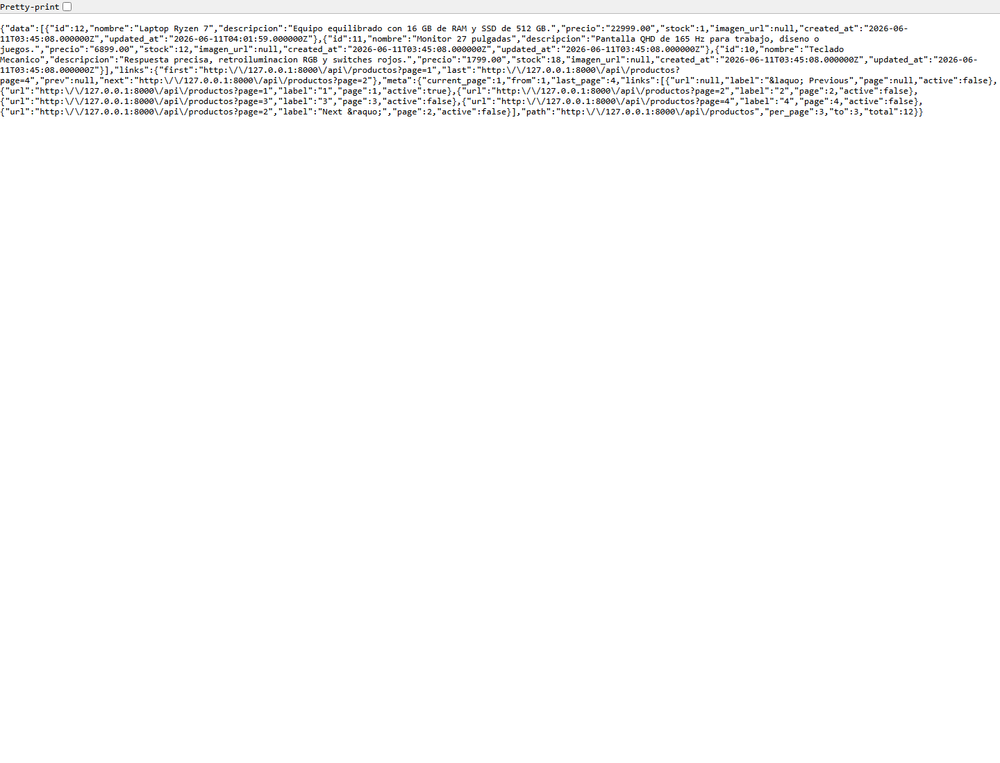 Pretty-print
{"data":[{"id":12,"nombre":"Laptop Ryzen 7","descripcion":"Equipo equilibrado con 16 GB de RAM y SSD de 512 GB.","precio":"22999.00","stock":1,"imagen_url":null,"created_at":"2026-06-
11T03:45:08.000000Z","updated_at":"2026-06-11T04:01:59.000000Z"},{"id":11,"nombre":"Monitor 27 pulgadas","descripcion":"Pantalla QHD de 165 Hz para trabajo, diseno o
juegos.","precio":"6899.00","stock":12,"imagen_url":null,"created_at":"2026-06-11T03:45:08.000000Z","updated_at":"2026-06-11T03:45:08.000000Z"},{"id":10,"nombre":"Teclado
Mecanico","descripcion":"Respuesta precisa, retroiluminacion RGB y switches rojos.","precio":"1799.00","stock":18,"imagen_url":null,"created_at":"2026-06-11T03:45:08.000000Z","updated_at":"2026-06-
11T03:45:08.000000Z"}],"links":{"first":"http:\/\/127.0.0.1:8000\/api\/productos?page=1","last":"http:\/\/127.0.0.1:8000\/api\/productos?
page=4","prev":null,"next":"http:\/\/127.0.0.1:8000\/api\/productos?page=2"},"meta":{"current_page":1,"from":1,"last_page":4,"links":[{"url":null,"label":"&laquo; Previous","page":null,"active":false},
{"url":"http:\/\/127.0.0.1:8000\/api\/productos?page=1","label":"1","page":1,"active":true},{"url":"http:\/\/127.0.0.1:8000\/api\/productos?page=2","label":"2","page":2,"active":false},
{"url":"http:\/\/127.0.0.1:8000\/api\/productos?page=3","label":"3","page":3,"active":false},{"url":"http:\/\/127.0.0.1:8000\/api\/productos?page=4","label":"4","page":4,"active":false},
{"url":"http:\/\/127.0.0.1:8000\/api\/productos?page=2","label":"Next &raquo;","page":2,"active":false}],"path":"http:\/\/127.0.0.1:8000\/api\/productos","per_page":3,"to":3,"total":12}}